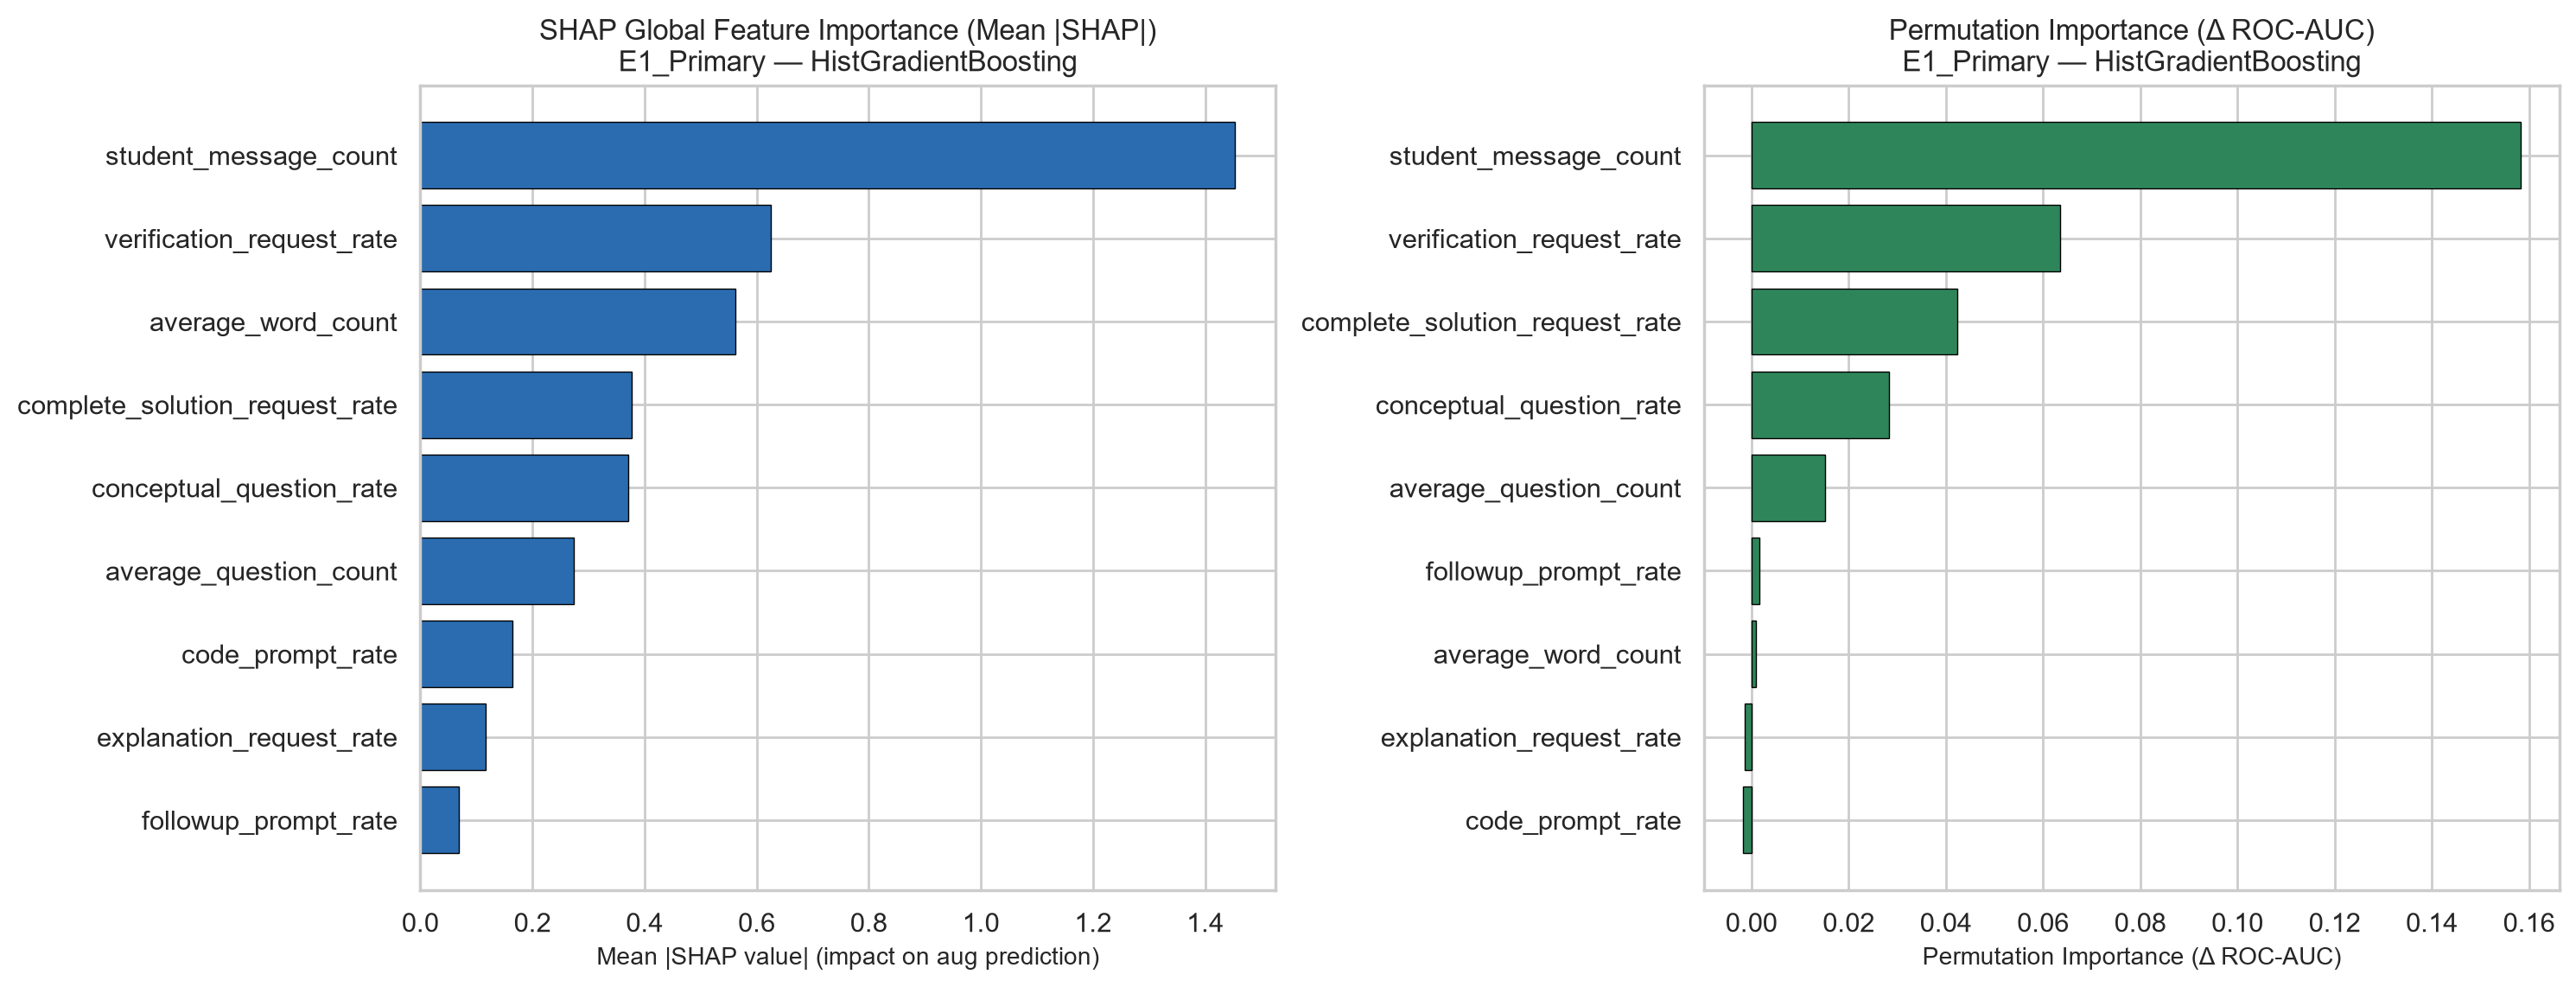 SHAP Global Feature Importance (Mean |SHAP|)
E1_Primary — HistGradientBoosting
student_message_count
verification_request_rate
average_word_count
complete_solution_request_rate
conceptual_question_rate
average_question_count
code_prompt_rate
explanation_request_rate
followup_prompt_rate
0.0 0.2 0.4 0.6 0.8 1.0 1.2 1.4
Mean |SHAP value| (impact on aug prediction)
Permutation Importance (Δ ROC-AUC)
E1_Primary — HistGradientBoosting
student_message_count
verification_request_rate
complete_solution_request_rate
conceptual_question_rate
average_question_count
followup_prompt_rate
average_word_count
explanation_request_rate
code_prompt_rate
0.00 0.02 0.04 0.06 0.08 0.10 0.12 0.14 0.16
Permutation Importance (Δ ROC-AUC)